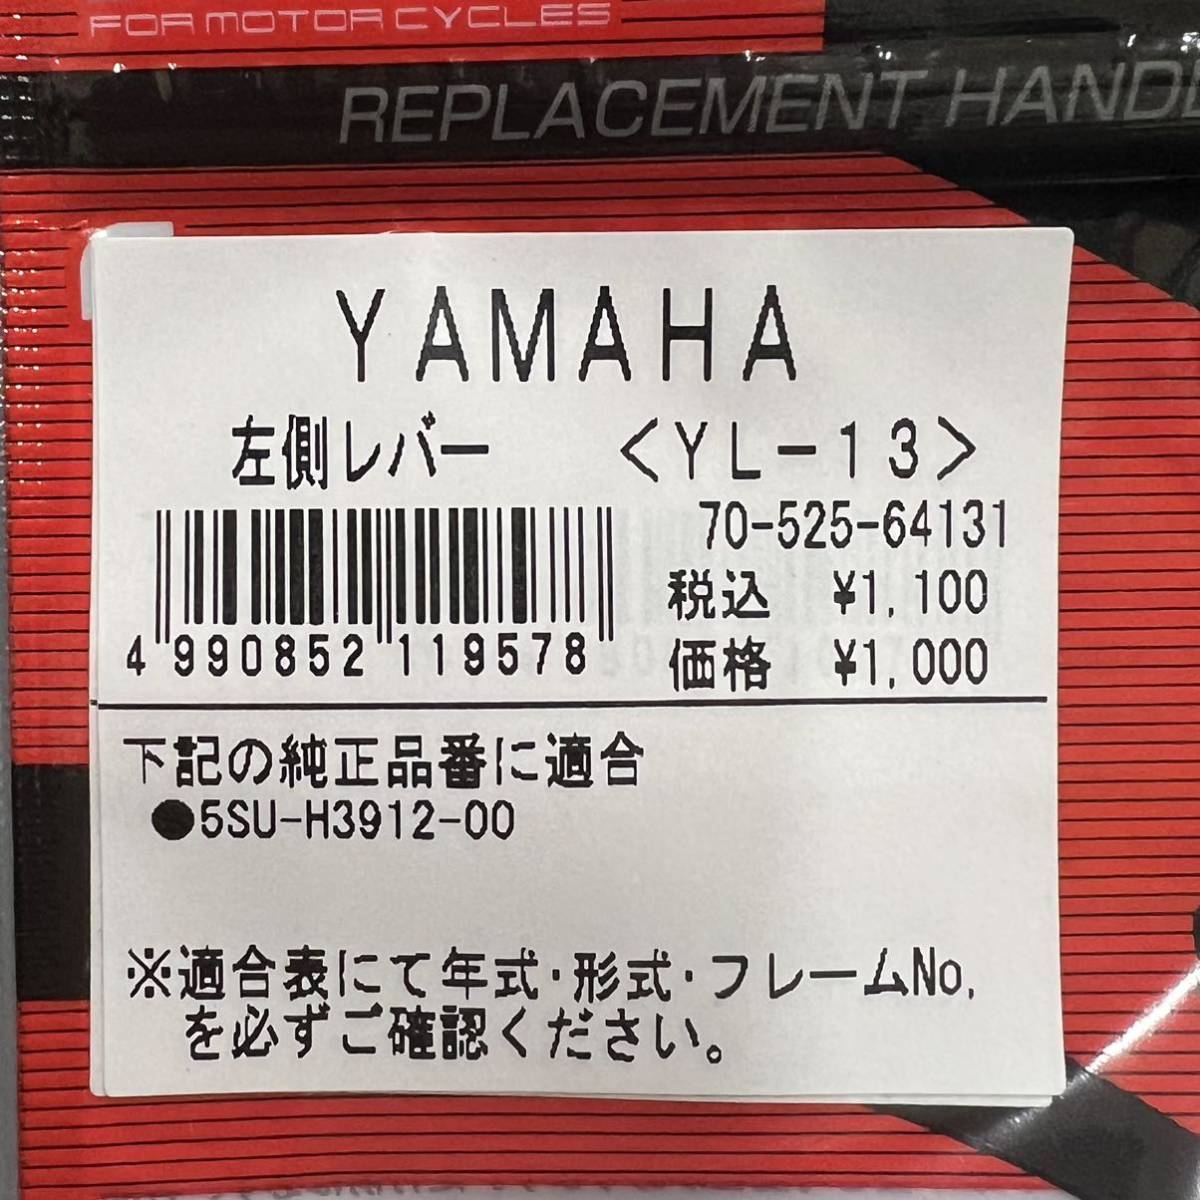 FOR MOTOR CYCLES
REPLACEMENT
YAMAHA
左側レバー <YL-13>
70-525-64131
税込 ¥1,100
価格 ¥1,000
4 990852 119578
下記の純正品番に適合
●5SU-H3912-00
※適合表にて年式・形式・フレームNo,
を必ずご確認ください。